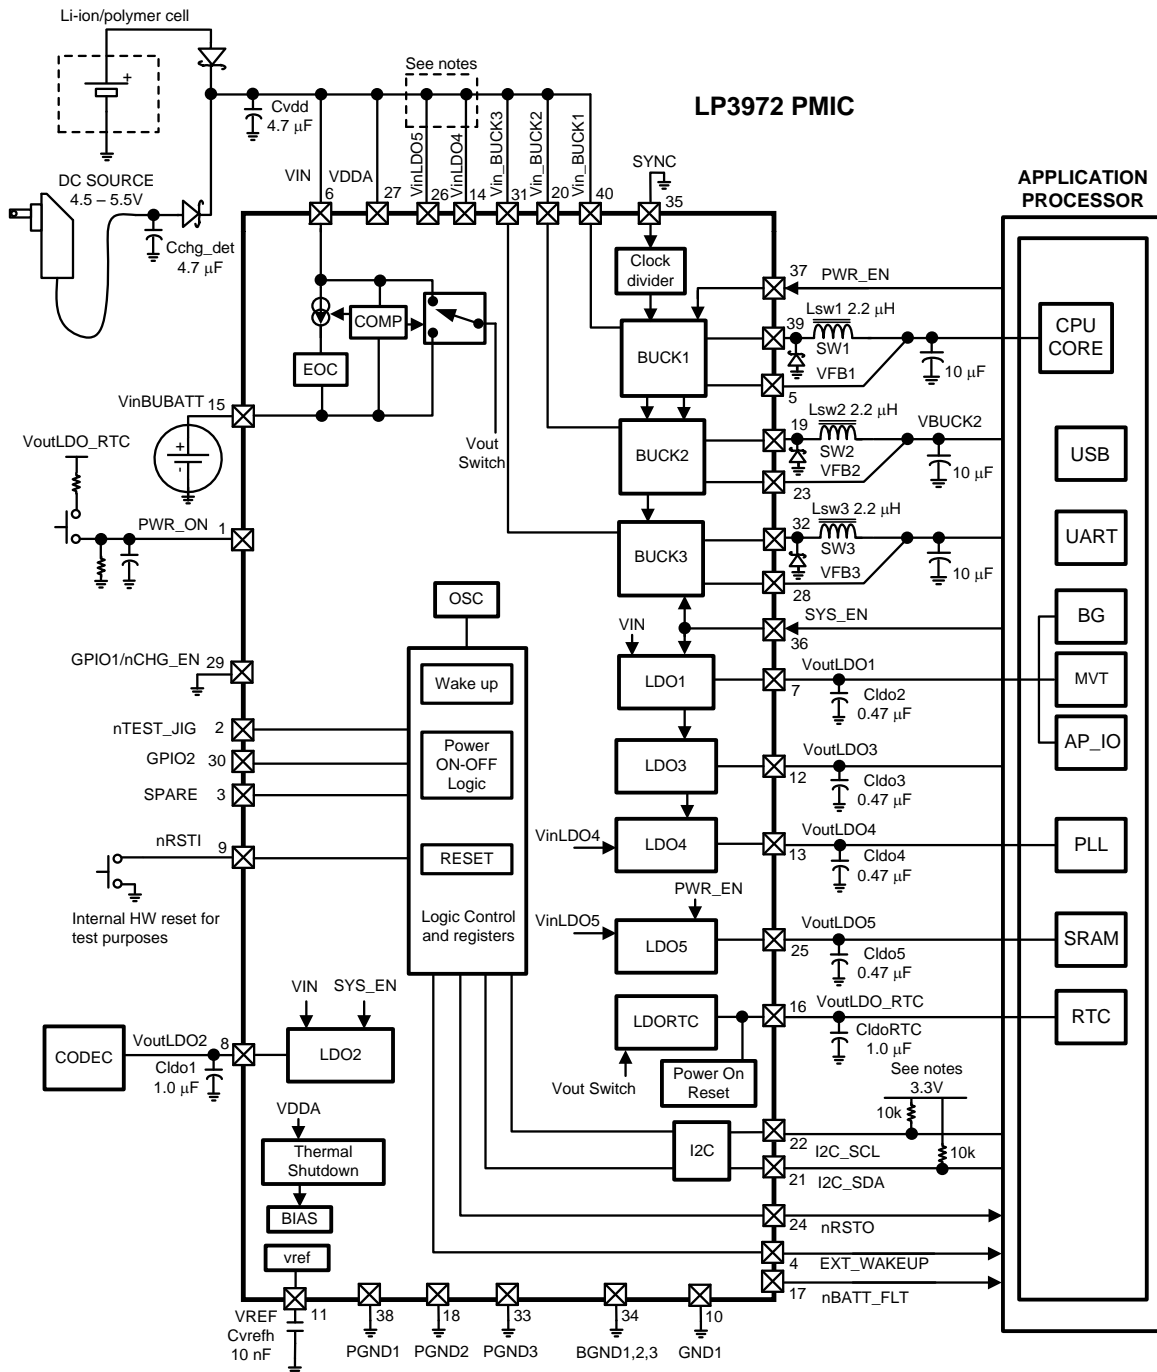 Li-ion/polymer cell
+
See notes
LP3972 PMIC
Cvdd
4.7 µF
VinLDO5
VinLDO4
Vin_BUCK3
Vin_BUCK2
Vin_BUCK1
SYNC
DC SOURCE
4.5 – 5.5V
VIN
VDDA
6
27
26
14
31
20
40
35
APPLICATION
PROCESSOR
Cchg_det
4.7 µF
Clock
divider
37
PWR_EN
COMP
EOC
BUCK1
39
Lsw1 2.2 µH
SW1
VFB1
5
10 µF
CPU
CORE
VinBUBATT
15
+
-
Vout
Switch
BUCK2
19
Lsw2 2.2 µH
SW2
VFB2
23
VBUCK2
10 µF
USB
VoutLDO_RTC
PWR_ON
1
BUCK3
32
Lsw3 2.2 µH
SW3
VFB3
28
10 µF
UART
OSC
VIN
SYS_EN
36
BG
GPIO1/nCHG_EN
29
Wake up
LDO1
VoutLDO1
7
Cldo2
0.47 µF
MVT
nTEST_JIG
2
GPIO2
30
SPARE
3
Power
ON-OFF
Logic
LDO3
VoutLDO3
12
Cldo3
0.47 µF
AP_IO
nRSTI
9
RESET
VinLDO4
LDO4
VoutLDO4
13
Cldo4
0.47 µF
PLL
Internal HW reset for
test purposes
Logic Control
and registers
PWR_EN
VinLDO5
LDO5
VoutLDO5
25
Cldo5
0.47 µF
SRAM
VIN
SYS_EN
LDORTC
16
VoutLDO_RTC
CldoRTC
1.0 µF
RTC
CODEC
VoutLDO2
8
Cldo1
1.0 µF
LDO2
Vout Switch
Power On
Reset
See notes
3.3V
10k
10k
VDDA
Thermal
Shutdown
I2C
22
I2C_SCL
21
I2C_SDA
BIAS
24
nRSTO
vref
4
EXT_WAKEUP
17
nBATT_FLT
VREF
11
Cvrefh
10 nF
38
PGND1
18
PGND2
33
PGND3
34
BGND1,2,3
10
GND1